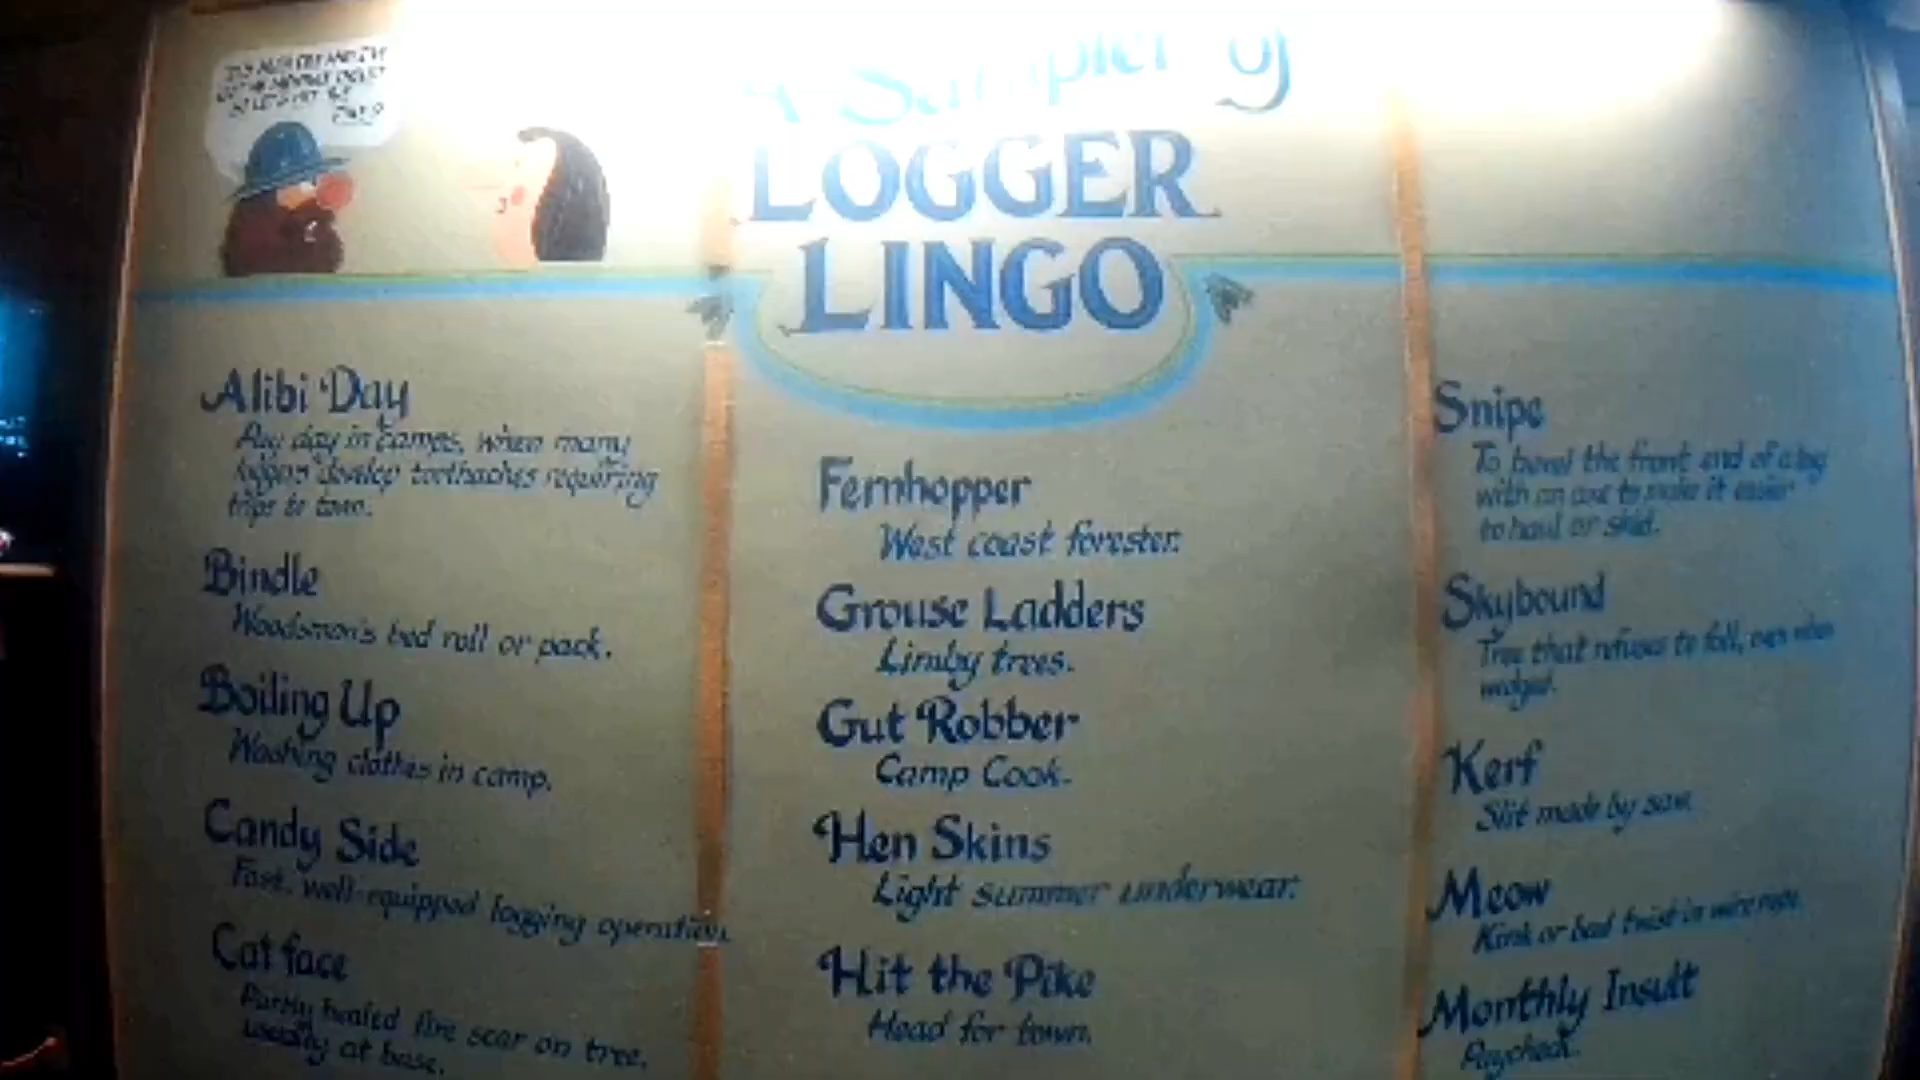 A Sampler of
LOGGER
LINGO
Alibi Day
Pay day in camps, when many
loggers develop toothaches requiring
trips to town.
Bindle
Woodsman's bed roll or pack.
Boiling Up
Washing clothes in camp.
Candy Side
Fast, well-equipped logging operation.
Cat face
Partly healed fire scar on tree.
Usually at base.
Fernhopper
West coast forester.
Grouse Ladders
Limby trees.
Gut Robber
Camp Cook.
Hen Skins
Light summer underwear.
Hit the Pike
Head for town.
Snipe
To bevel the front end of a log
with an axe to make it easier
to haul or skid.
Skybound
Tree that refuses to fall, even when
wedged.
Kerf
Slit made by saw.
Meow
Kink or bad twist in wire rope.
Monthly Insult
Paycheck.